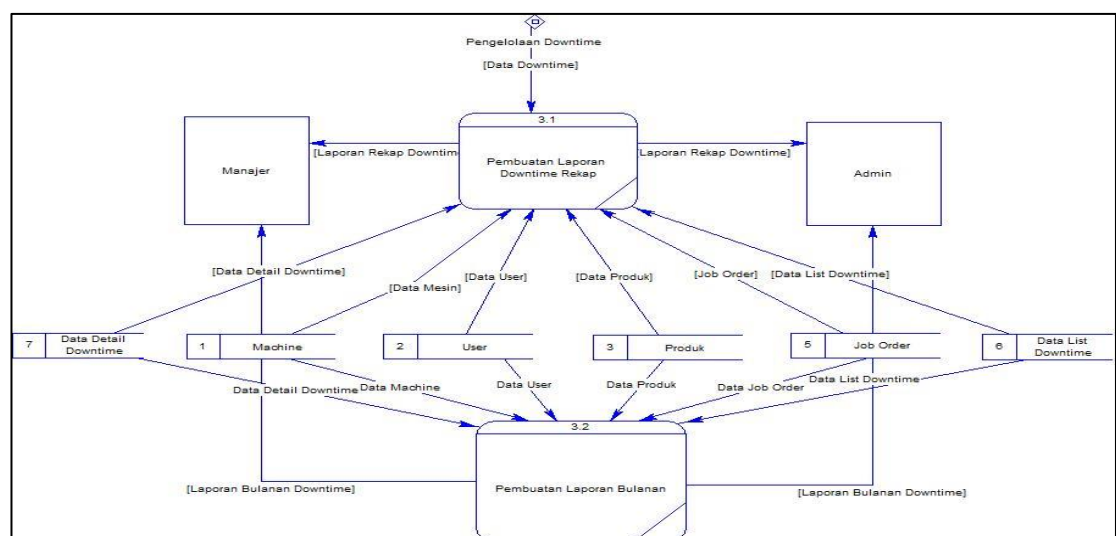 Pengelolaan Downtime
[Data Downtime]
3.1
Pembuatan Laporan
Downtime Rekap
Manajer
[Laporan Rekap Downtime
[Laporan Rekap Downtime]
Admin
[Data Detail Downtime]
[Data Mesin]
[Data User]
[Data Produk]
[Job Order]
[Data List Downtime]
7 Data Detail
Downtime
1 Machine
2 User
3 Produk
5 Job Order
6 Data List
Downtime
Data Detail Downtime
Data Machine
Data User
Data Produk
Data Job Order
Data List Downtime
3.2
Pembuatan Laporan Bulanan
[Laporan Bulanan Downtime]
[Laporan Bulanan Downtime]